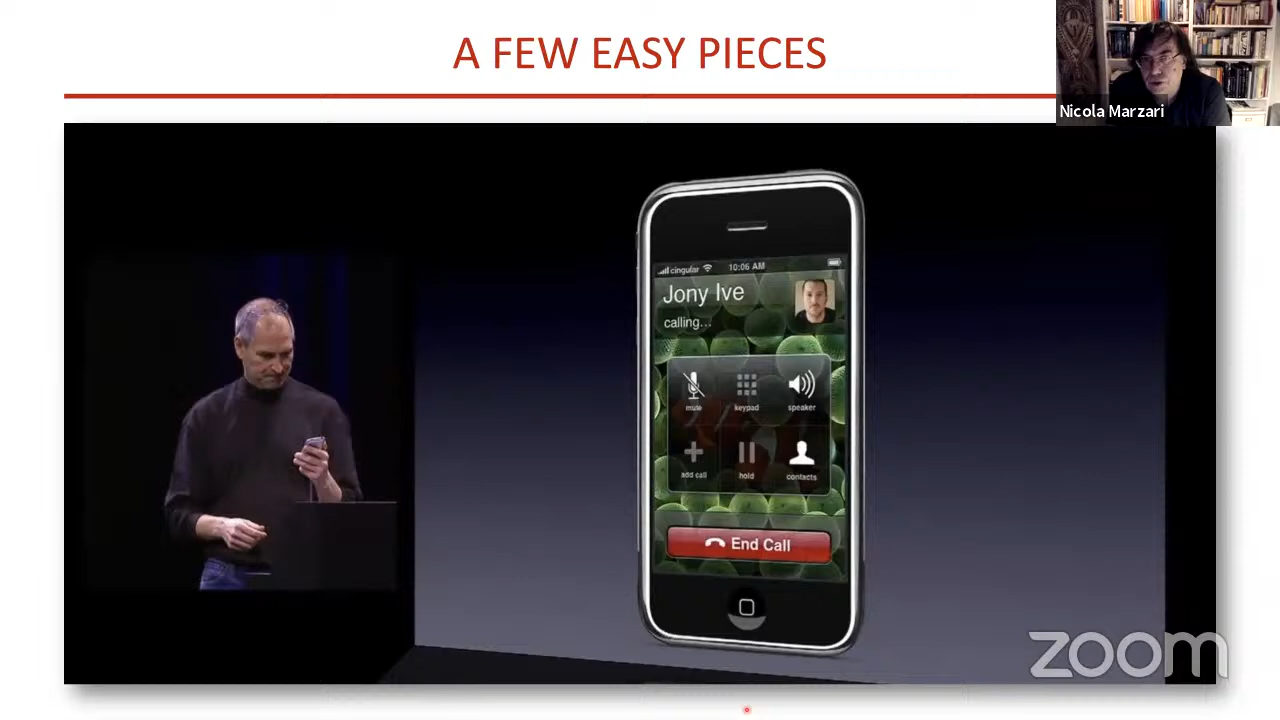 A FEW EASY PIECES
Nicola Marzari
cingular 10:06 AM
Jony Ive
calling...
mute keypad speaker
add call hold contacts
End Call
zoom